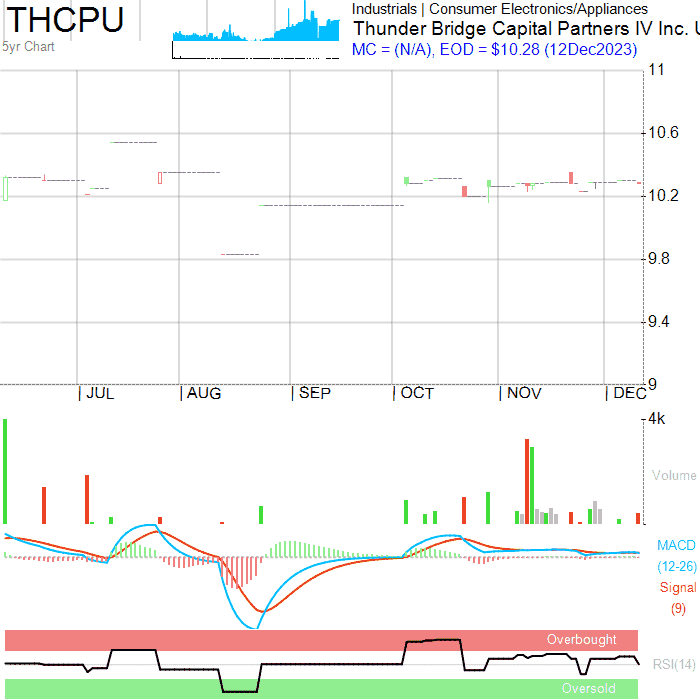 THCPU
5yr Chart
Industrials | Consumer Electronics/Appliances
Thunder Bridge Capital Partners IV Inc. U
MC = (N/A), EOD = $10.28 (12Dec2023)
11
10.6
10.2
9.8
9.4
9
JUL AUG SEP OCT NOV DEC
4k
Volume
MACD
(12-26)
Signal
(9)
Overbought
RSI(14)
Oversold